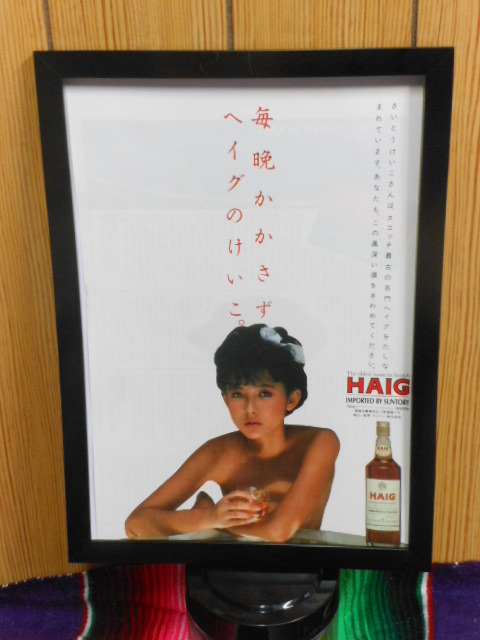 毎晩かかさず
ヘイグのけいこ。
さいとうけいこさんは、スコッチ最古の名門ヘイグをたしな
まれています。あなたも、この奥深い道をきわめてください。
The oldest name in Scotch
HAIG
IMPORTED BY SUNTORY
HAIG